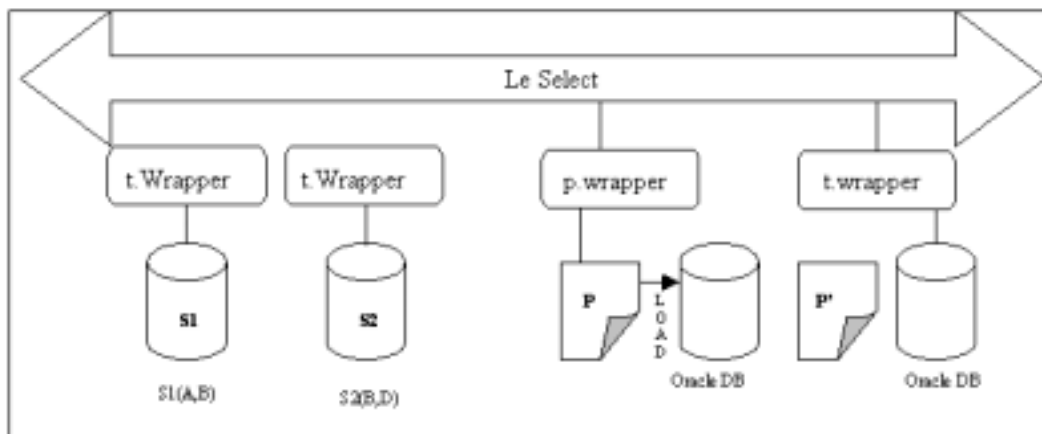 Le Select
t.Wrapper
t.Wrapper
p.wrapper
t.wrapper
S1
S2
P
LOAD
P'
S1(A,B)
S2(B,D)
Oracle DB
Oracle DB